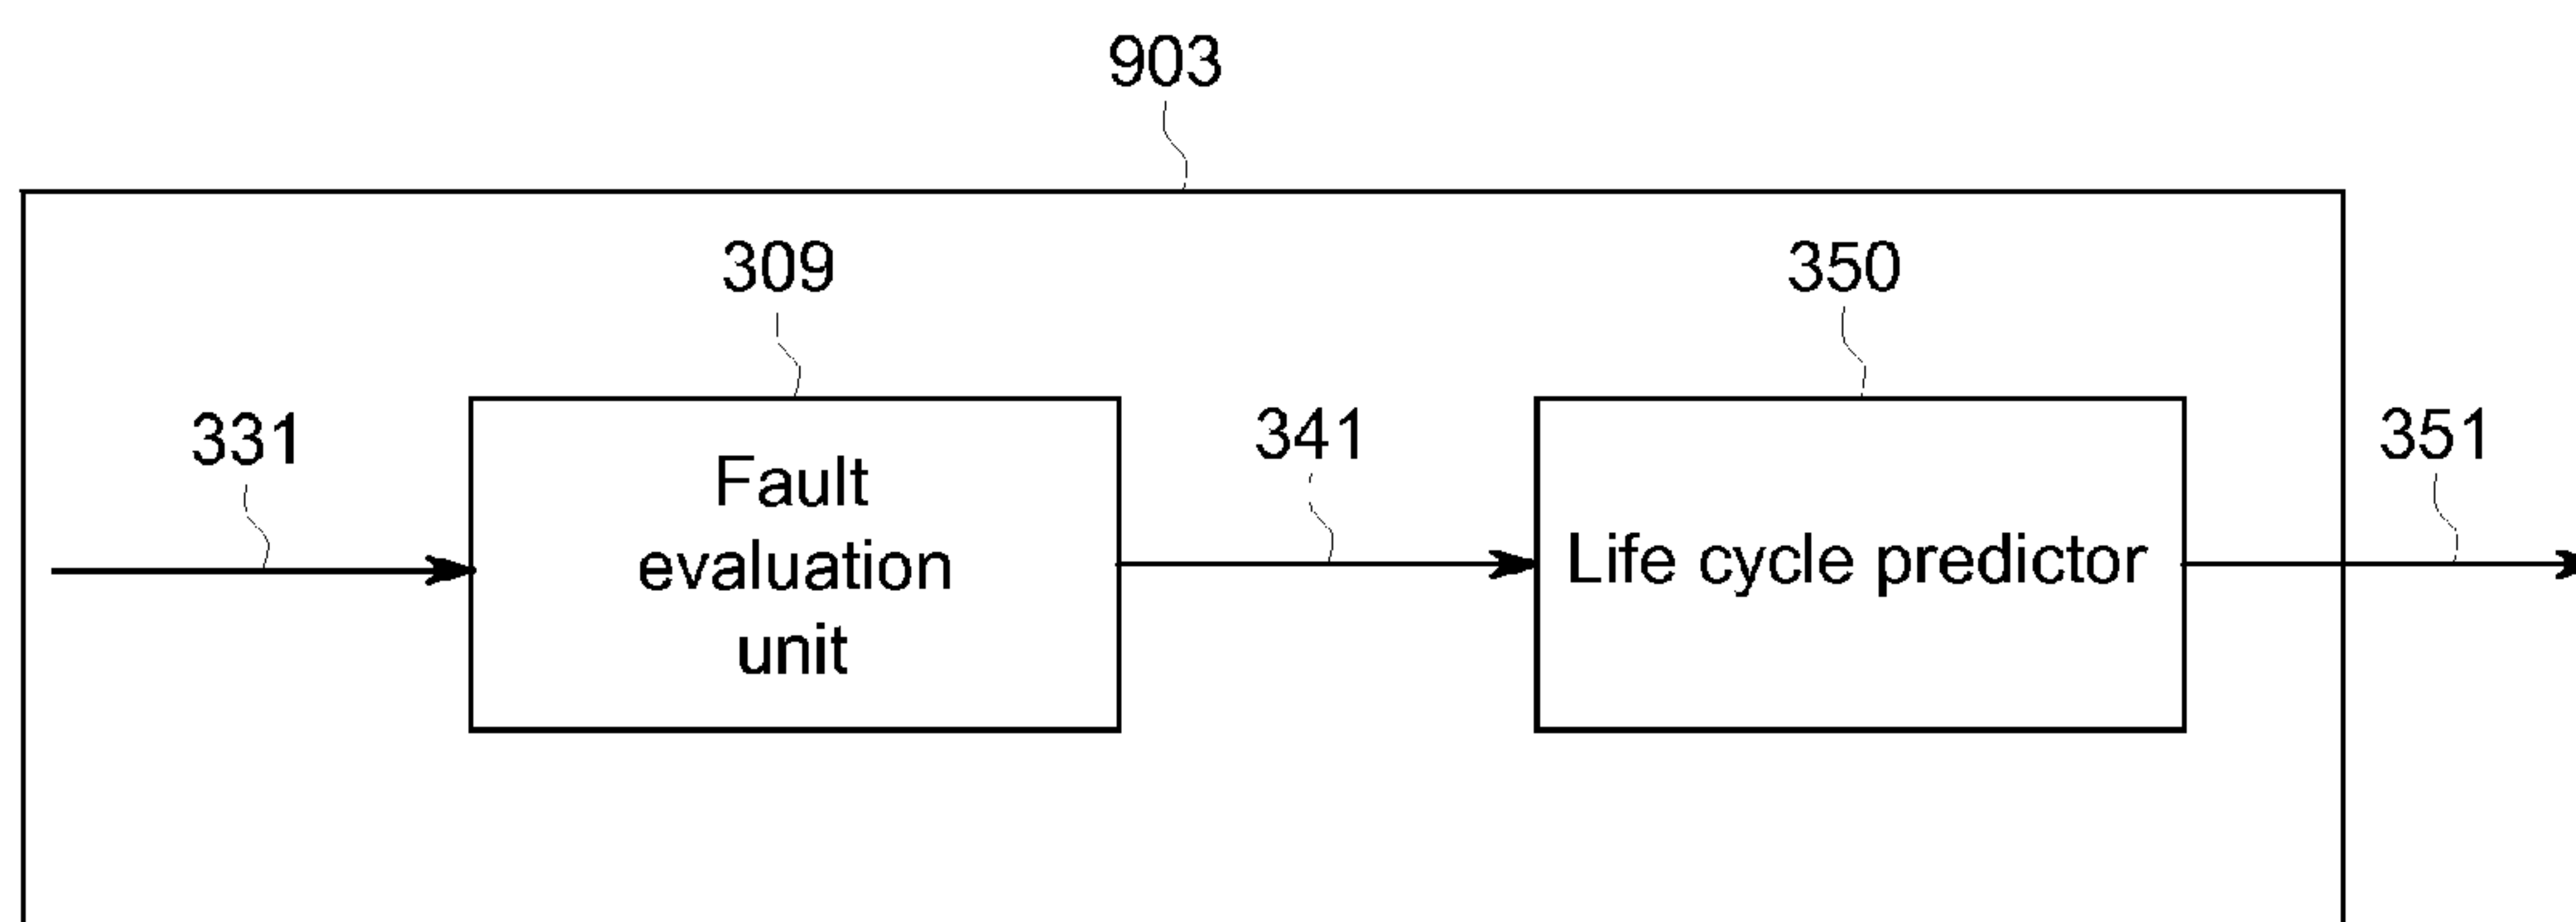 903
309
350
331
341
351
Fault
evaluation
unit
Life cycle predictor